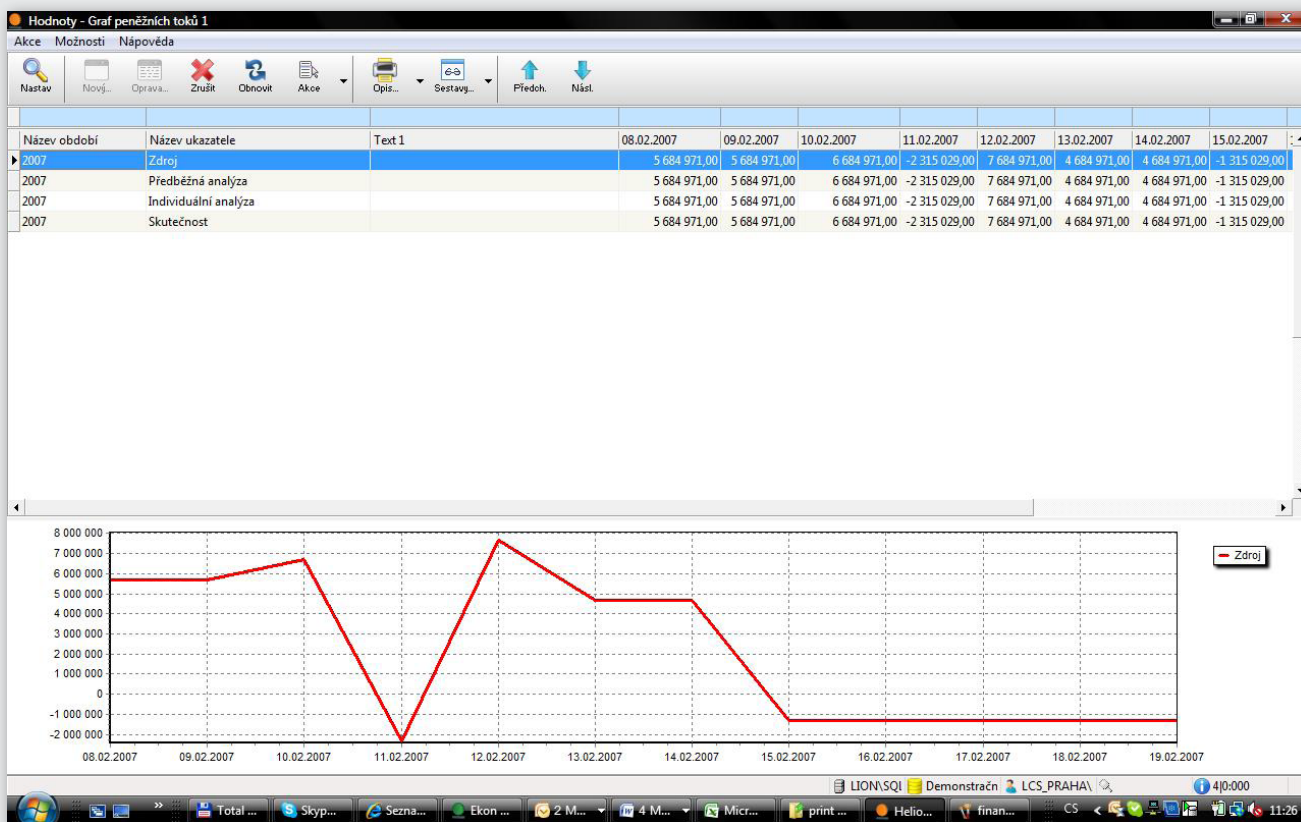 Hodnoty - Graf peněžních toků 1
Akce Možnosti Nápověda
Nastav Nový... Oprava... Zrušit Obnovit Akce Opis... Sestavy... Předch. Násl.
Název období Název ukazatele Text 1 08.02.2007 09.02.2007 10.02.2007 11.02.2007 12.02.2007 13.02.2007 14.02.2007 15.02.2007
2007 Zdroj 5 684 971,00 5 684 971,00 6 684 971,00 -2 315 029,00 7 684 971,00 4 684 971,00 4 684 971,00 -1 315 029,00
2007 Předběžná analýza 5 684 971,00 5 684 971,00 6 684 971,00 -2 315 029,00 7 684 971,00 4 684 971,00 4 684 971,00 -1 315 029,00
2007 Individuální analýza 5 684 971,00 5 684 971,00 6 684 971,00 -2 315 029,00 7 684 971,00 4 684 971,00 4 684 971,00 -1 315 029,00
2007 Skutečnost 5 684 971,00 5 684 971,00 6 684 971,00 -2 315 029,00 7 684 971,00 4 684 971,00 4 684 971,00 -1 315 029,00
8 000 000
7 000 000
6 000 000
5 000 000
4 000 000
3 000 000
2 000 000
1 000 000
0
-1 000 000
-2 000 000
Zdroj
08.02.2007 09.02.2007 10.02.2007 11.02.2007 12.02.2007 13.02.2007 14.02.2007 15.02.2007 16.02.2007 17.02.2007 18.02.2007 19.02.2007
LION\SQL Demonstračn LCS_PRAHA\ 4|0:000
Total ... Skyp... Sezna... Ekon ... 2 M... 4 M... Micr... print ... Helio... finan... CS 11:26